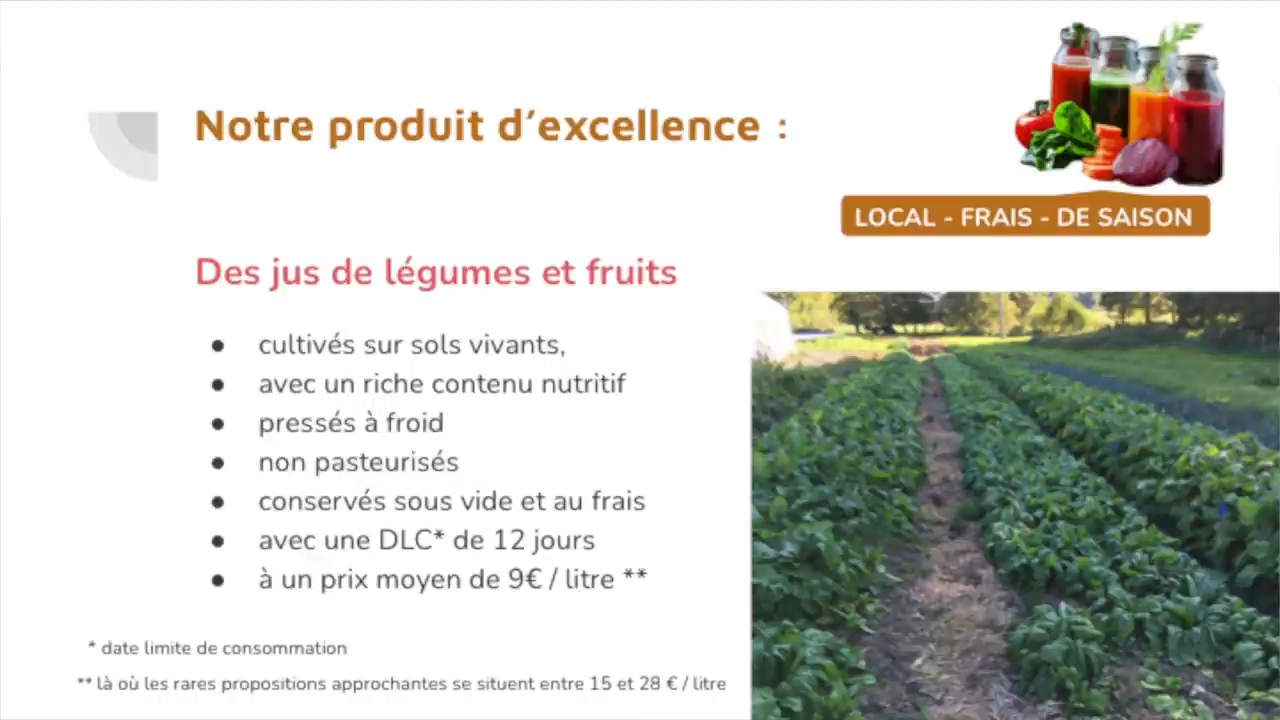 Notre produit d'excellence :
LOCAL - FRAIS - DE SAISON
Des jus de légumes et fruits
● cultivés sur sols vivants,
● avec un riche contenu nutritif
● pressés à froid
● non pasteurisés
● conservés sous vide et au frais
● avec une DLC* de 12 jours
● à un prix moyen de 9€ / litre **
* date limite de consommation
** là où les rares propositions approchantes se situent entre 15 et 28 € / litre